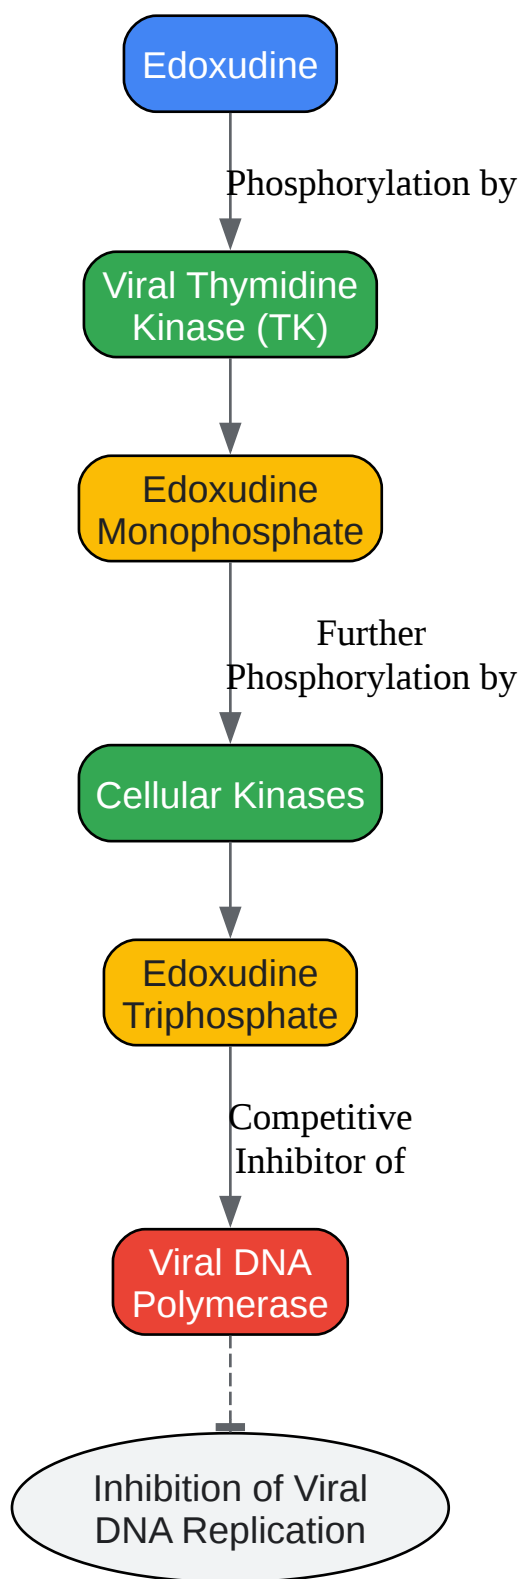 Edoxudine
Phosphorylation by
Viral Thymidine
Kinase (TK)
Edoxudine
Monophosphate
Further
Phosphorylation by
Cellular Kinases
Edoxudine
Triphosphate
Competitive
Inhibitor of
Viral DNA
Polymerase
Inhibition of Viral
DNA Replication